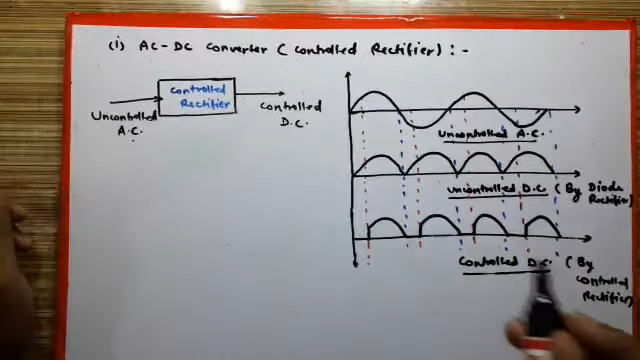 (i) AC-DC Converter ( Controlled Rectifier) :-
Controlled
Rectifier
Uncontrolled
A.C.
Controlled
D.C.
Uncontrolled A.C.
Uncontrolled D.C ( By Diode
Rectifier)
Controlled D.C. ( By
Controlled
Rectifier)